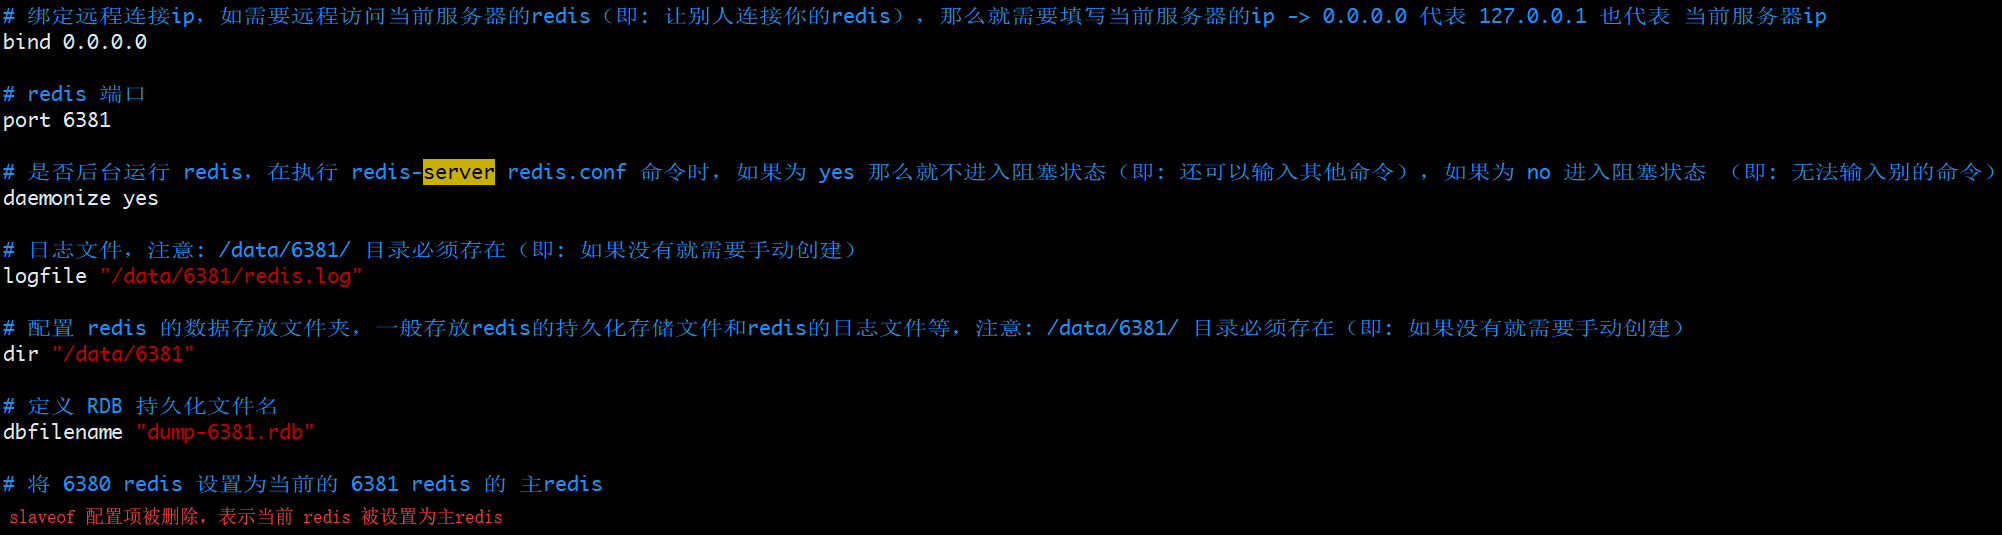 # 绑定远程连接ip，如需要远程访问当前服务器的redis（即: 让别人连接你的redis），那么就需要填写当前服务器的ip -> 0.0.0.0 代表 127.0.0.1 也代表 当前服务器ip
bind 0.0.0.0
# redis 端口
port 6381
# 是否后台运行 redis，在执行 redis-server redis.conf 命令时，如果为 yes 那么就不进入阻塞状态（即: 还可以输入其他命令），如果为 no 进入阻塞状态 （即: 无法输入别的命令）
daemonize yes
# 日志文件，注意: /data/6381/ 目录必须存在（即: 如果没有就需要手动创建）
logfile "/data/6381/redis.log"
# 配置 redis 的数据存放文件夹，一般存放redis的持久化存储文件和redis的日志文件等，注意: /data/6381/ 目录必须存在（即: 如果没有就需要手动创建）
dir "/data/6381"
# 定义 RDB 持久化文件名
dbfilename "dump-6381.rdb"
# 将 6380 redis 设置为当前的 6381 redis 的 主redis
slaveof 配置项被删除，表示当前 redis 被设置为主redis